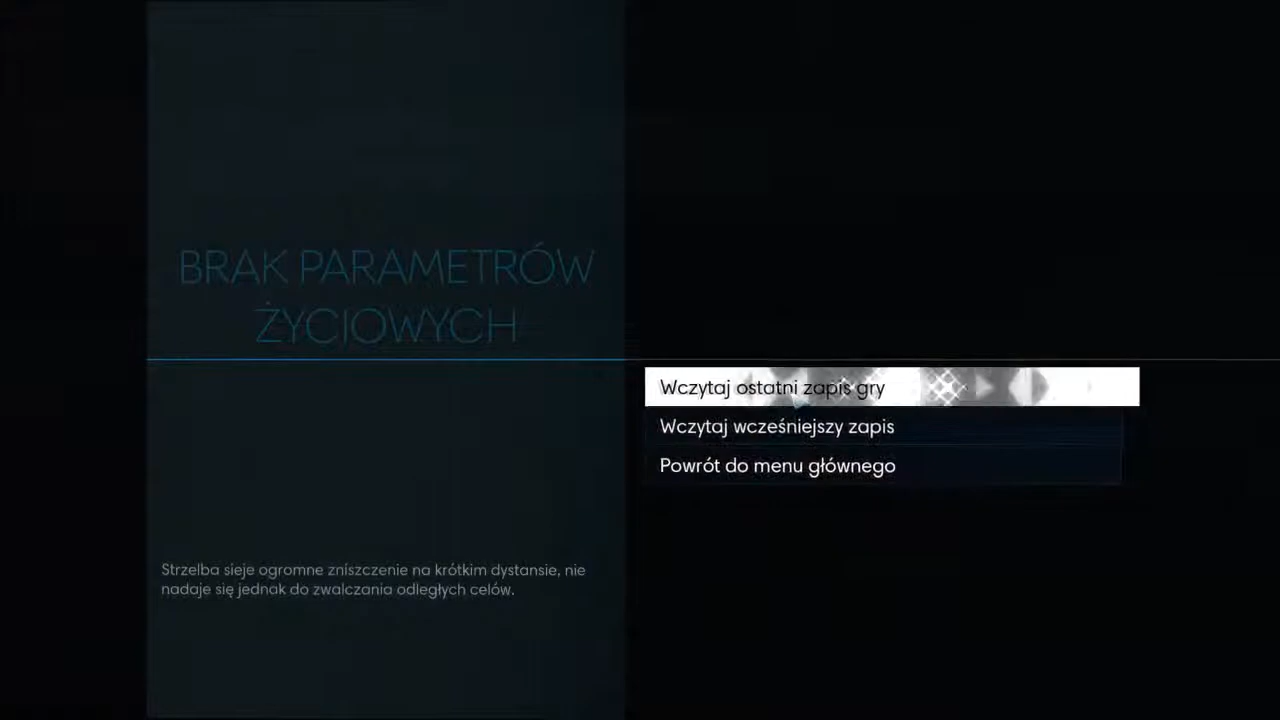 BRAK PARAMETRÓW
ŻYCIOWYCH
Wczytaj ostatni zapis gry
Wczytaj wcześniejszy zapis
Powrót do menu głównego
Strzelba sieje ogromne zniszczenie na krótkim dystansie, nie
nadaje się jednak do zwalczania odległych celów.